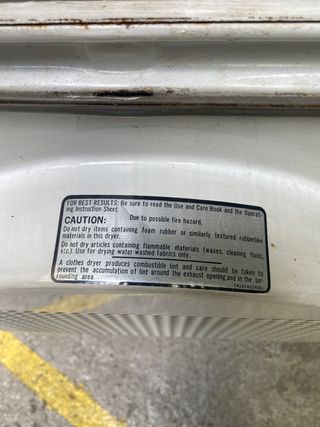 FOR BEST RESULTS: Be sure to read the Use and Care Book and the Operat-
ing Instruction Sheet.
CAUTION: Due to possible fire hazard,
Do not dry items containing foam rubber or similarly textured rubberlike
materials in this dryer.
Do not dry articles containing flammable materials (waxes, cleaning fluids,
etc.) Use for drying water washed fabrics only.
A clothes dryer produces combustible lint and care should be taken to
prevent the accumulation of lint around the exhaust opening and in the sur-
rounding area.